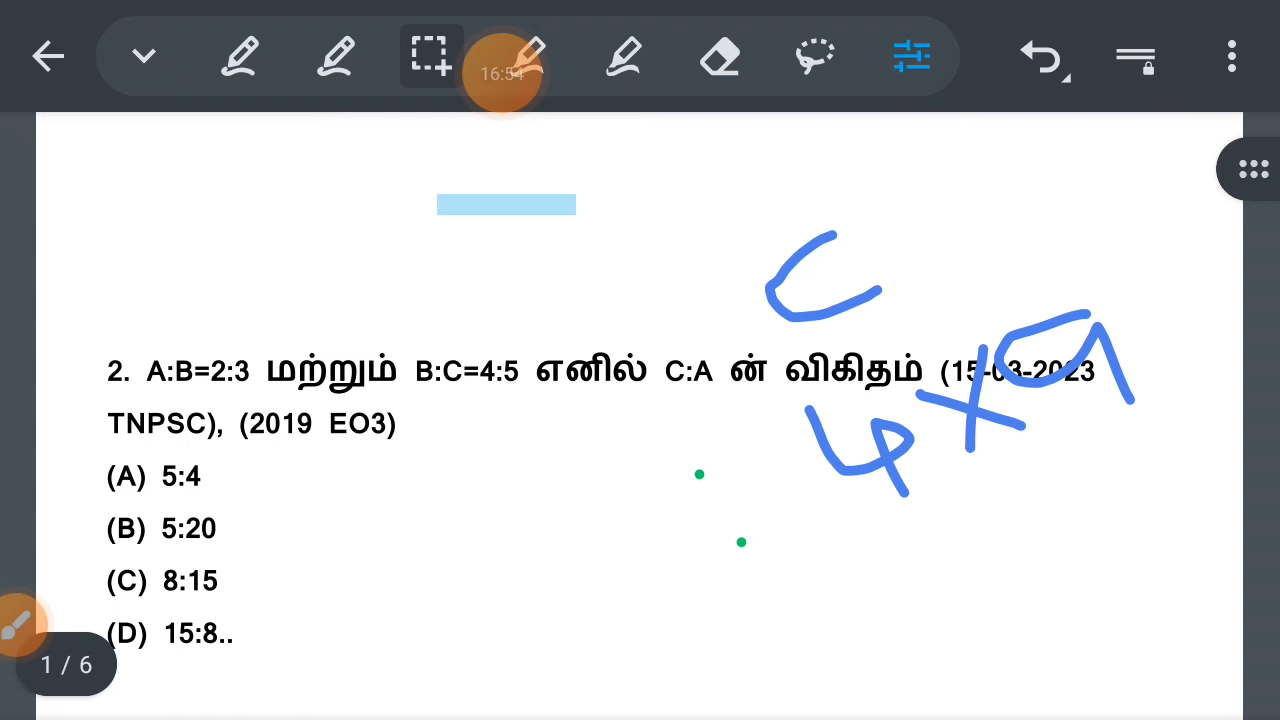 16:54
C
4x9
2. A:B=2:3 மற்றும் B:C=4:5 எனில் C:A ன் விகிதம் (15-03-2023
TNPSC), (2019 EO3)
(A) 5:4
(B) 5:20
(C) 8:15
(D) 15:8..
1 / 6